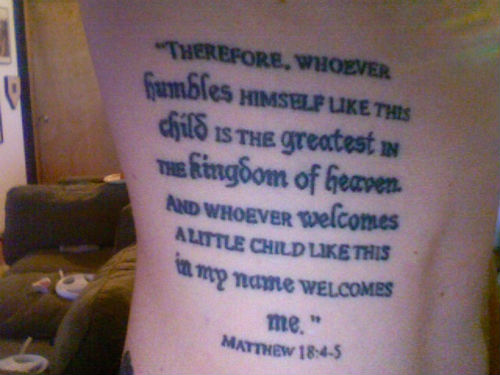 "THEREFORE, WHOEVER
humbles HIMSELF LIKE THIS
child IS THE greatest IN
THE kingdom of heaven.
AND WHOEVER welcomes
A LITTLE CHILD LIKE THIS
in my name WELCOMES
me."
MATTHEW 18:4-5